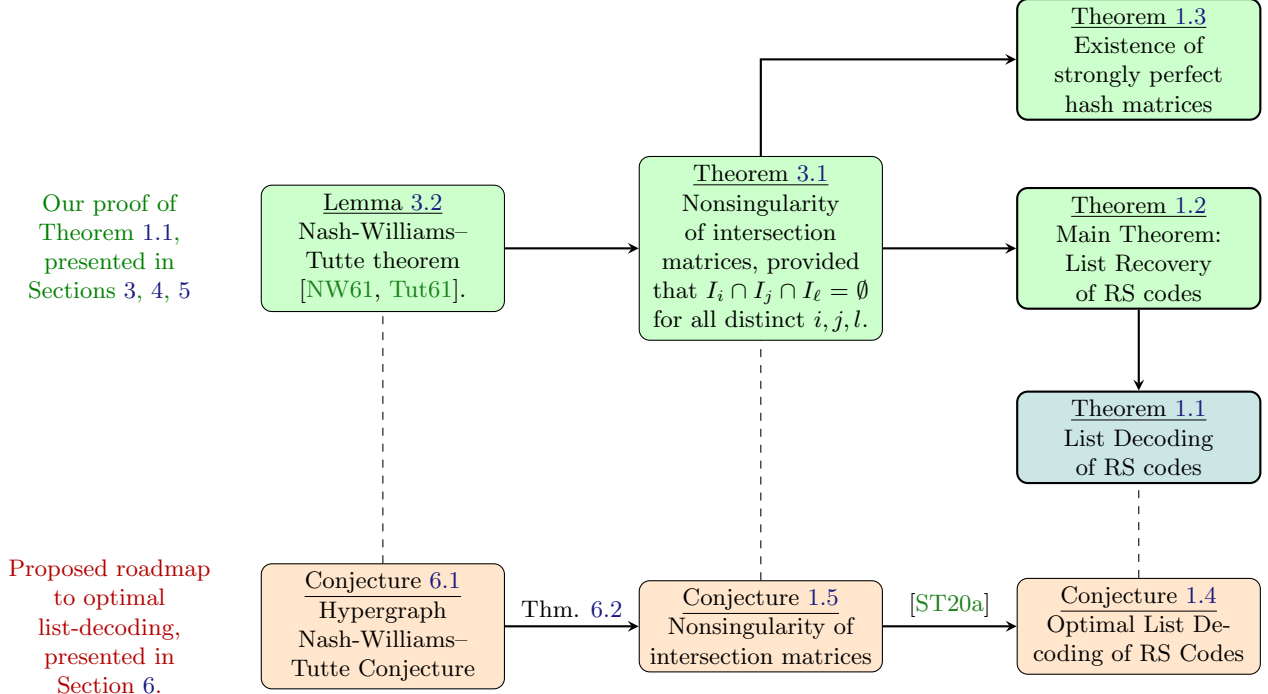 Theorem 1.3
Existence of
strongly perfect
hash matrices
Our proof of
Theorem 1.1,
presented in
Sections 3, 4, 5
Lemma 3.2
Nash-Williams–
Tutte theorem
[NW61, Tut61].
Theorem 3.1
Nonsingularity
of intersection
matrices, provided
that I_i ∩ I_j ∩ I_ℓ = ∅
for all distinct i, j, l.
Theorem 1.2
Main Theorem:
List Recovery
of RS codes
Theorem 1.1
List Decoding
of RS codes
Proposed roadmap
to optimal
list-decoding,
presented in
Section 6.
Conjecture 6.1
Hypergraph
Nash-Williams–
Tutte Conjecture
Thm. 6.2
Conjecture 1.5
Nonsingularity of
intersection matrices
[ST20a]
Conjecture 1.4
Optimal List De-
coding of RS Codes